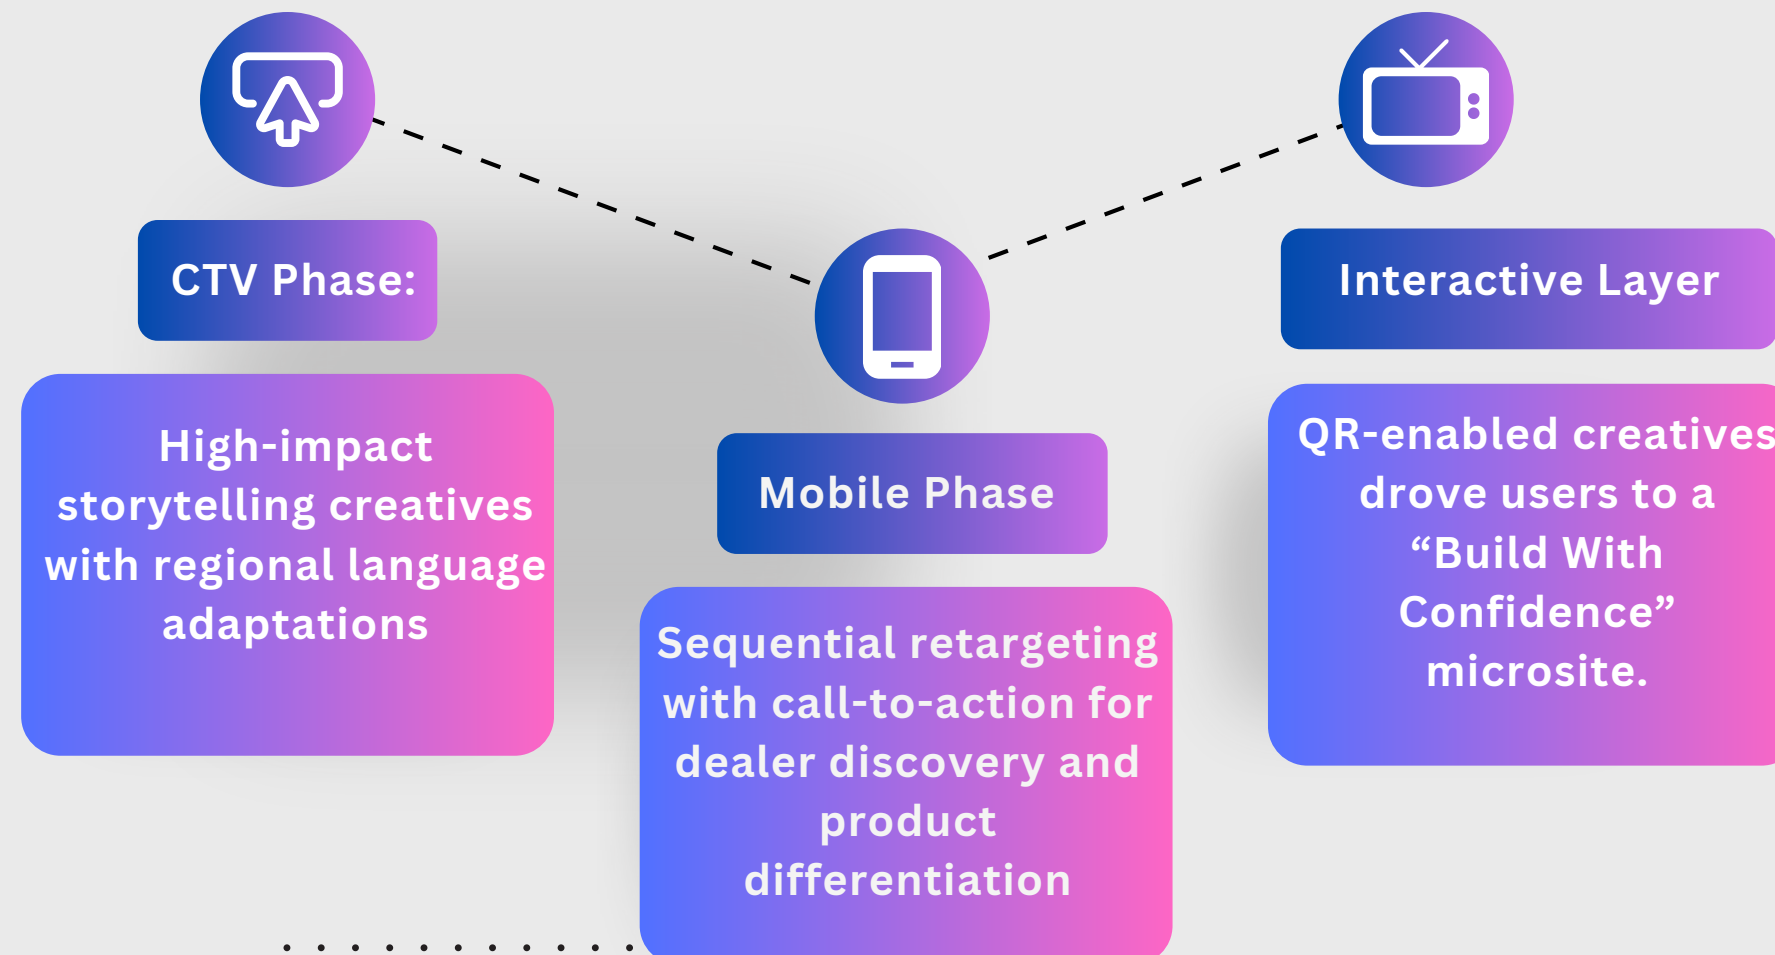 CTV Phase:
High-impact
storytelling creatives
with regional language
adaptations
Mobile Phase
Sequential retargeting
with call-to-action for
dealer discovery and
product
differentiation
Interactive Layer
QR-enabled creatives
drove users to a
“Build With
Confidence”
microsite.